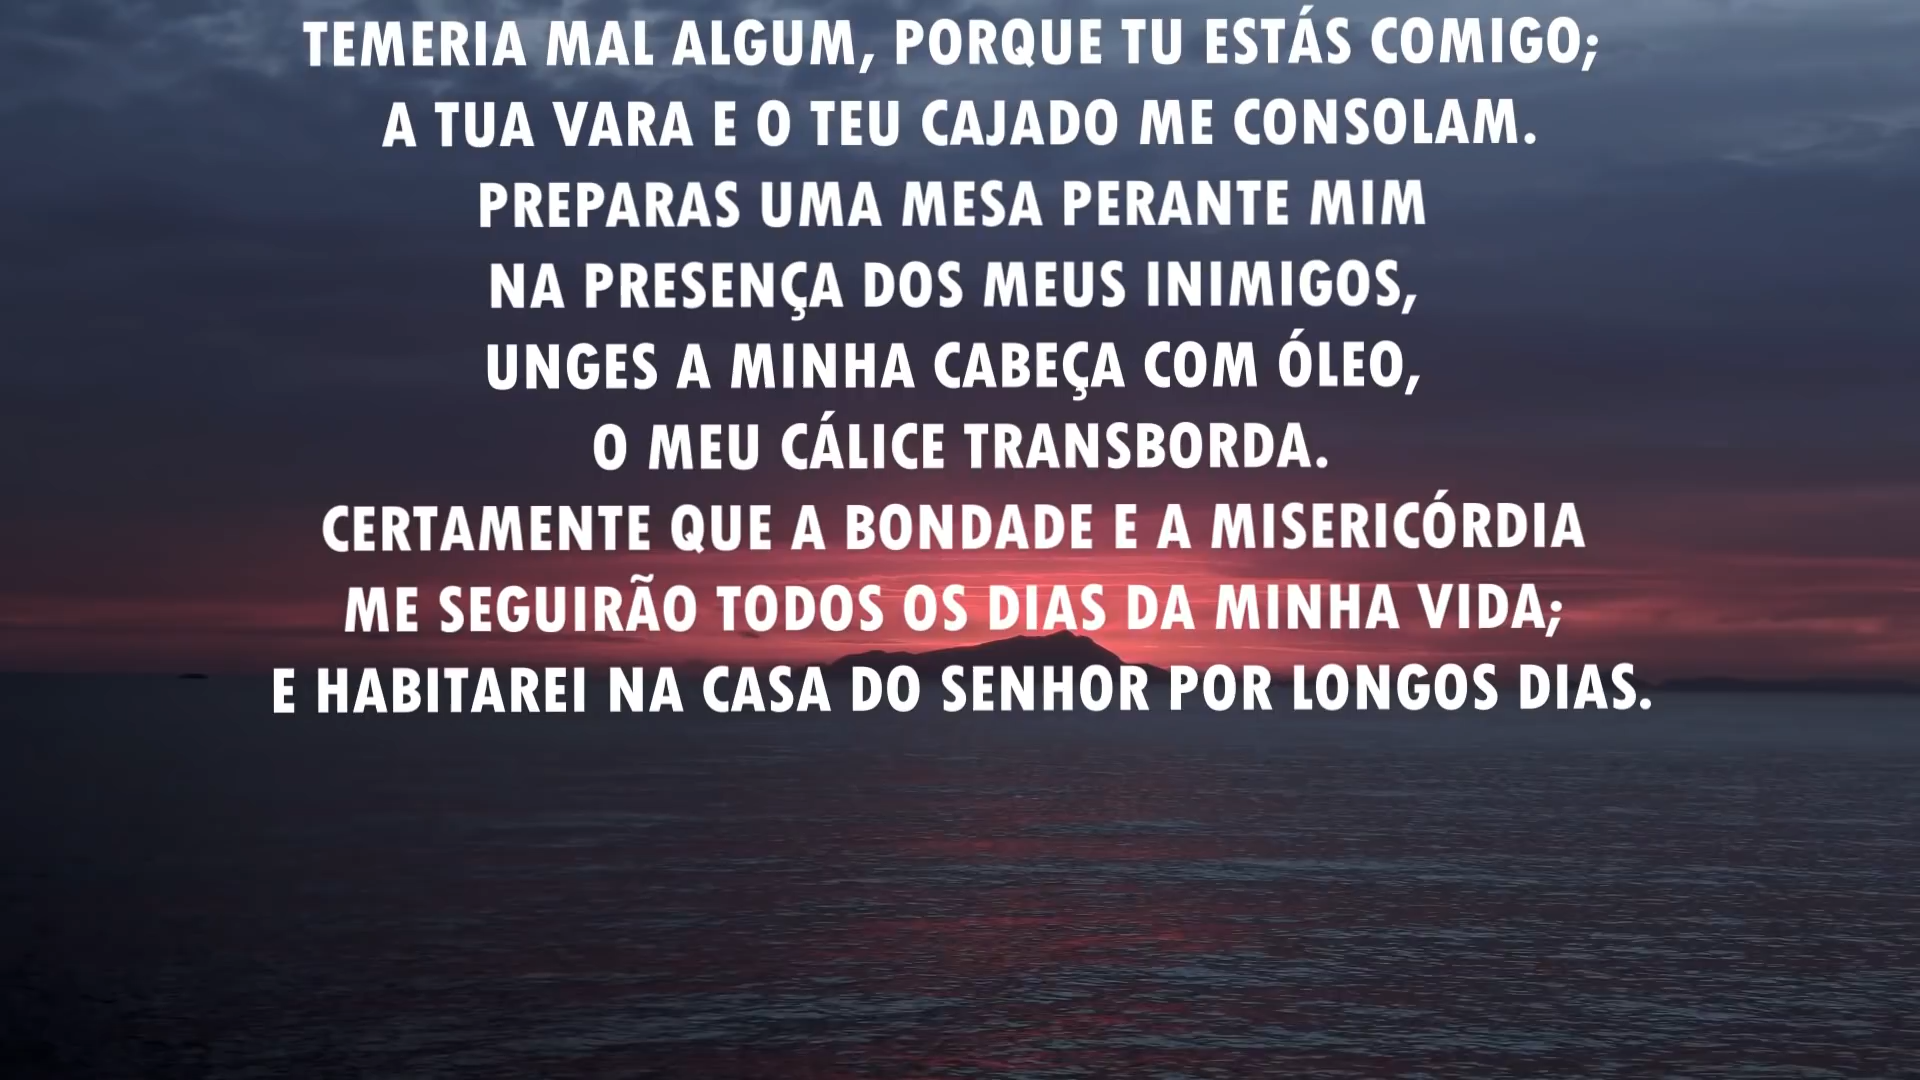 TEMERIA MAL ALGUM, PORQUE TU ESTÁS COMIGO;
A TUA VARA E O TEU CAJADO ME CONSOLAM.
PREPARAS UMA MESA PERANTE MIM
NA PRESENÇA DOS MEUS INIMIGOS,
UNGES A MINHA CABEÇA COM ÓLEO,
O MEU CÁLICE TRANSBORDA.
CERTAMENTE QUE A BONDADE E A MISERICÓRDIA
ME SEGUIRÃO TODOS OS DIAS DA MINHA VIDA;
E HABITAREI NA CASA DO SENHOR POR LONGOS DIAS.